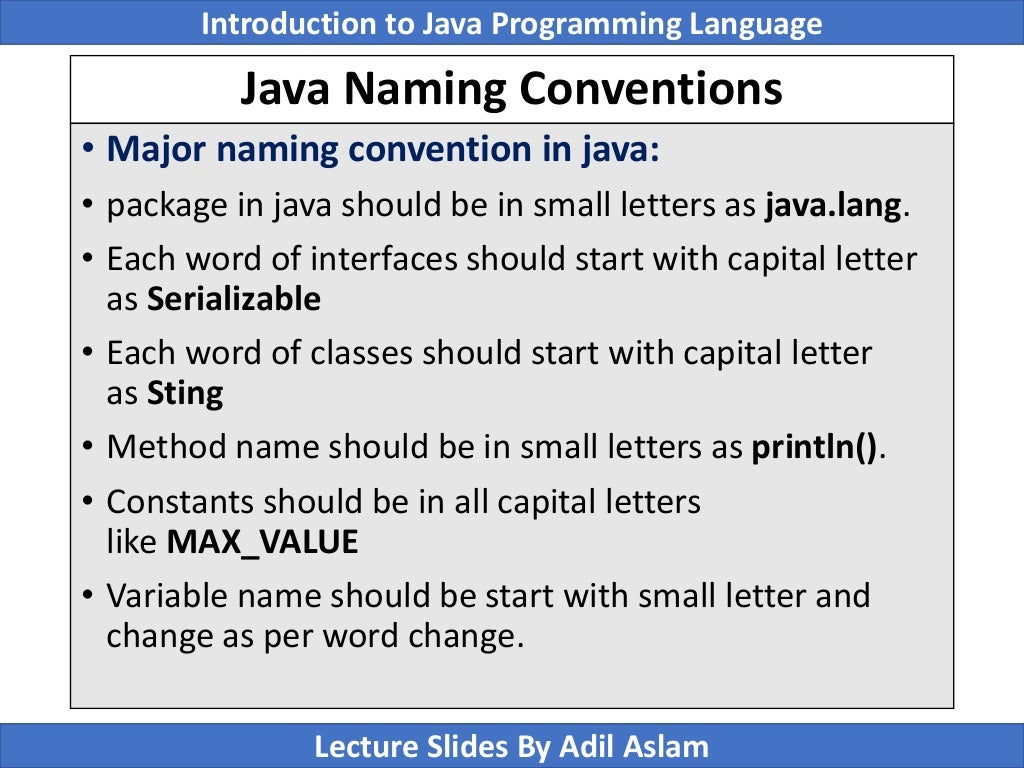 Introduction to Java Programming Language
Java Naming Conventions
• Major naming convention in java:
• package in java should be in small letters as java.lang.
• Each word of interfaces should start with capital letter
as Serializable
• Each word of classes should start with capital letter
as Sting
• Method name should be in small letters as println().
• Constants should be in all capital letters
like MAX_VALUE
• Variable name should be start with small letter and
change as per word change.
Lecture Slides By Adil Aslam